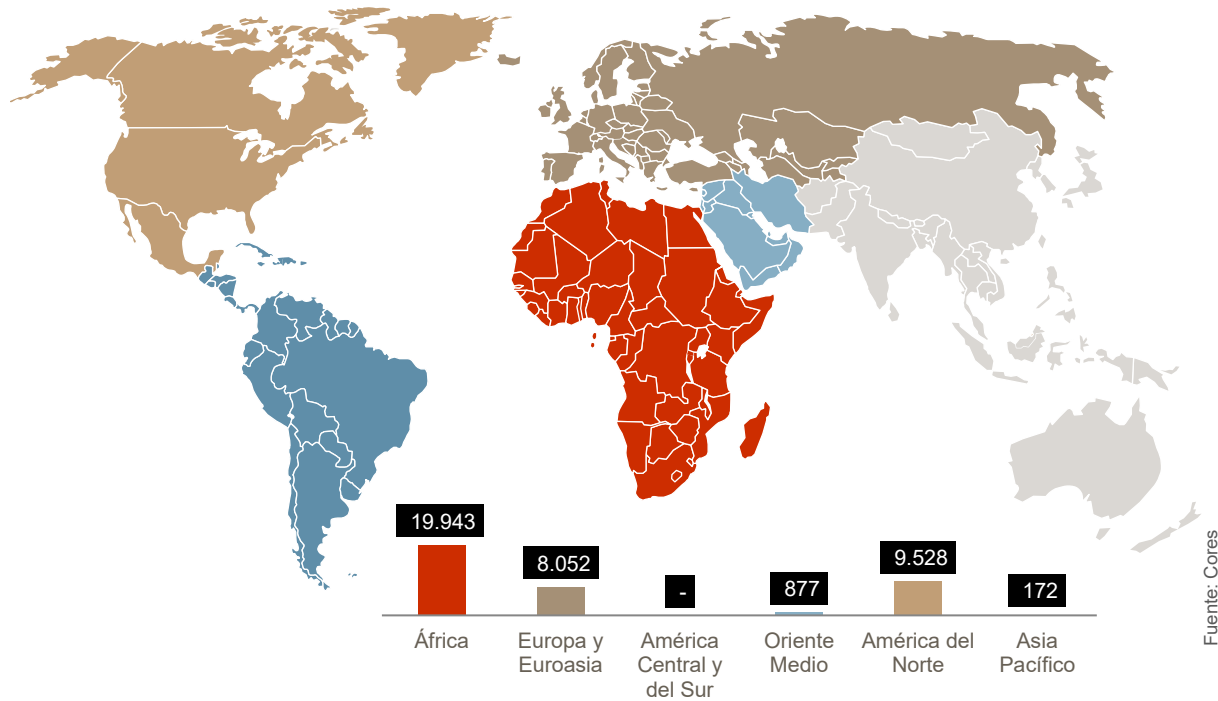 19.943
8.052
-
877
9.528
172
África
Europa y
Euroasia
América
Central y
del Sur
Oriente
Medio
América del
Norte
Asia
Pacífico
Fuente: Cores